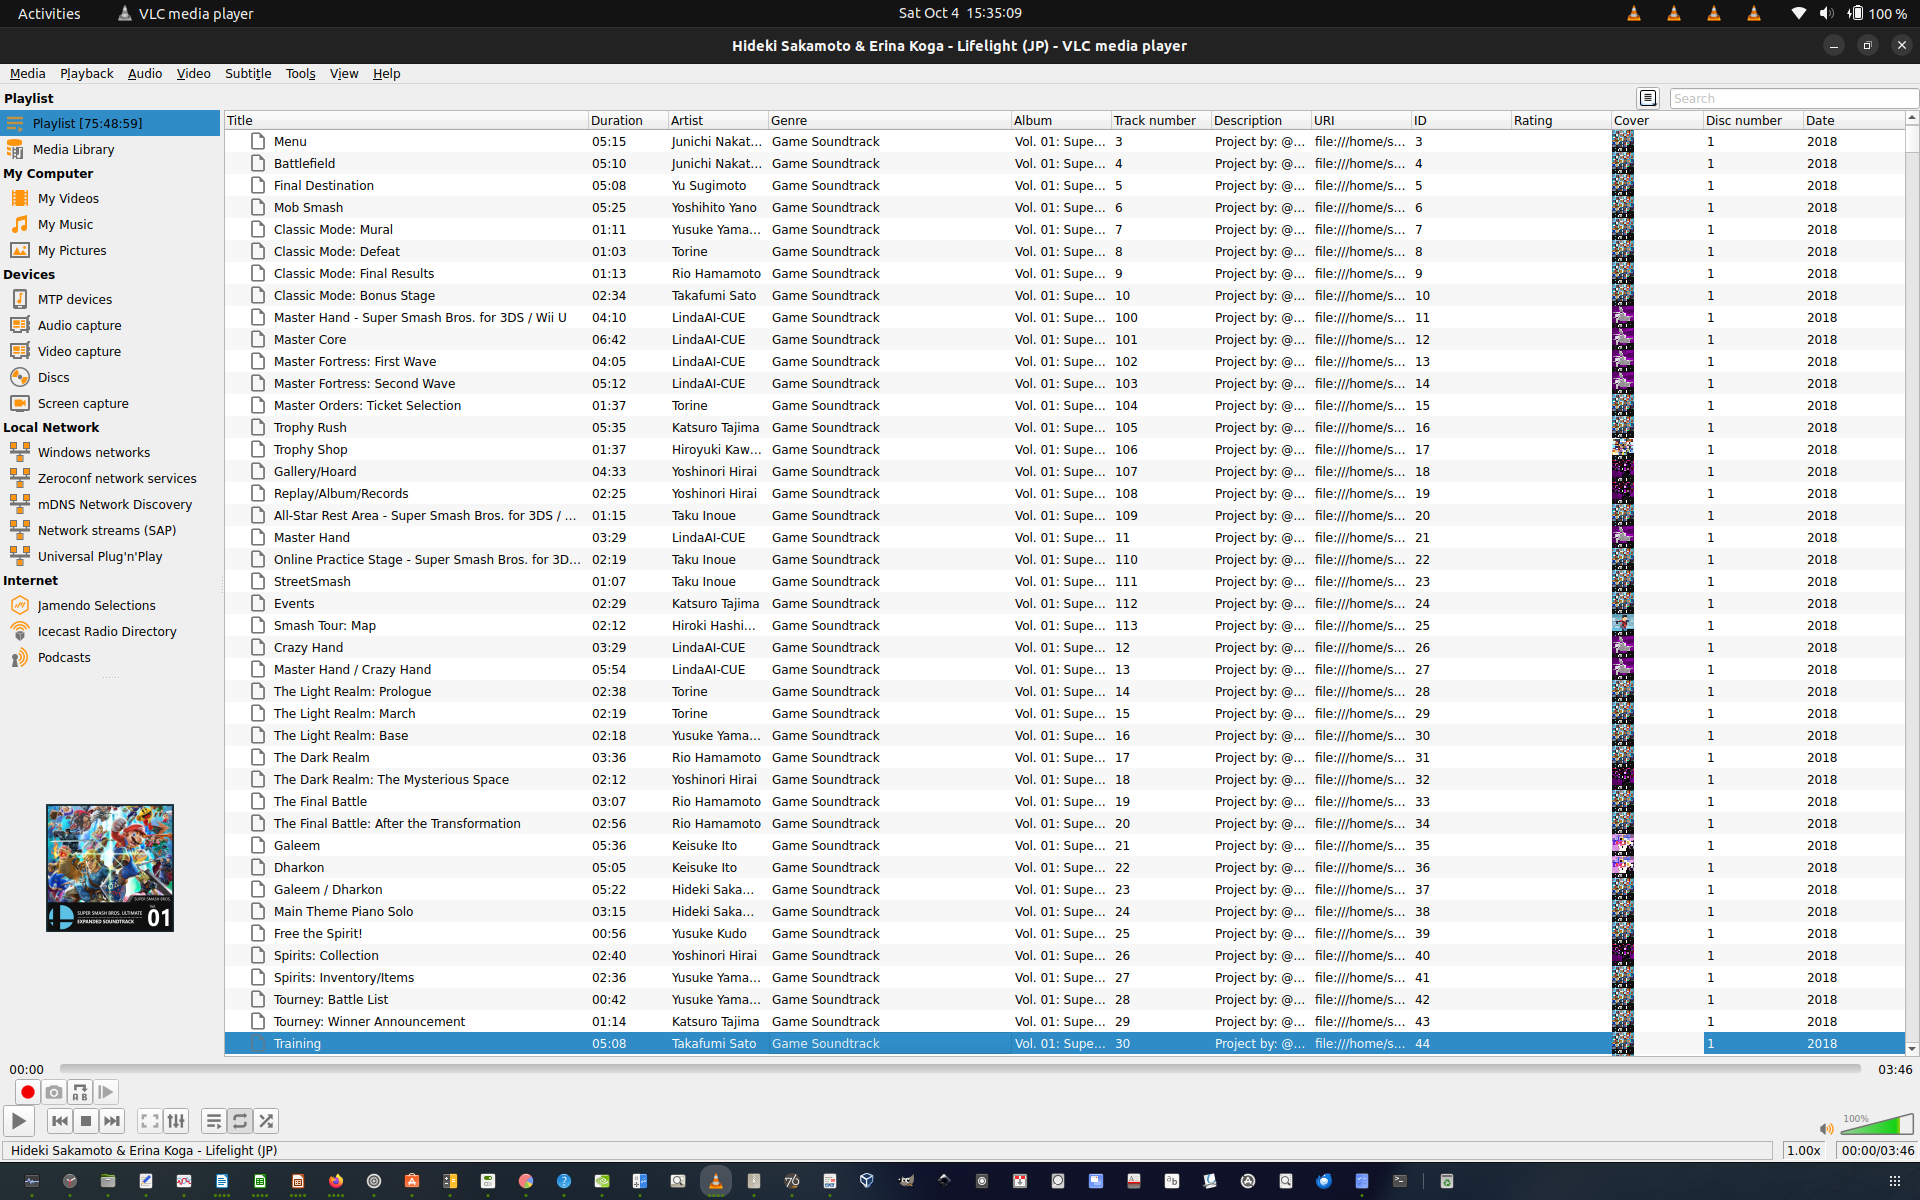 Activities VLC media player Sat Oct 4 15:35:09 100 %
Hideki Sakamoto & Erina Koga - Lifelight (JP) - VLC media player
Media Playback Audio Video Subtitle Tools View Help
Playlist
Search
Playlist [75:48:59]
Media Library
My Computer
My Videos
My Music
My Pictures
Devices
MTP devices
Audio capture
Video capture
Discs
Screen capture
Local Network
Windows networks
Zeroconf network services
mDNS Network Discovery
Network streams (SAP)
Universal Plug'n'Play
Internet
Jamendo Selections
Icecast Radio Directory
Podcasts
SUPER SMASH BROS. ULTIMATE
EXPANDED SOUNDTRACK
01
Title Duration Artist Genre Album Track number Description URI ID Rating Cover Disc number Date
Menu 05:15 Junichi Nakat... Game Soundtrack Vol. 01: Supe... 3 Project by: @... file:///home/s... 3 1 2018
Battlefield 05:10 Junichi Nakat... Game Soundtrack Vol. 01: Supe... 4 Project by: @... file:///home/s... 4 1 2018
Final Destination 05:08 Yu Sugimoto Game Soundtrack Vol. 01: Supe... 5 Project by: @... file:///home/s... 5 1 2018
Mob Smash 05:25 Yoshihito Yano Game Soundtrack Vol. 01: Supe... 6 Project by: @... file:///home/s... 6 1 2018
Classic Mode: Mural 01:11 Yusuke Yama... Game Soundtrack Vol. 01: Supe... 7 Project by: @... file:///home/s... 7 1 2018
Classic Mode: Defeat 01:03 Torine Game Soundtrack Vol. 01: Supe... 8 Project by: @... file:///home/s... 8 1 2018
Classic Mode: Final Results 01:13 Rio Hamamoto Game Soundtrack Vol. 01: Supe... 9 Project by: @... file:///home/s... 9 1 2018
Classic Mode: Bonus Stage 02:34 Takafumi Sato Game Soundtrack Vol. 01: Supe... 10 Project by: @... file:///home/s... 10 1 2018
Master Hand - Super Smash Bros. for 3DS / Wii U 04:10 LindaAI-CUE Game Soundtrack Vol. 01: Supe... 100 Project by: @... file:///home/s... 11 1 2018
Master Core 06:42 LindaAI-CUE Game Soundtrack Vol. 01: Supe... 101 Project by: @... file:///home/s... 12 1 2018
Master Fortress: First Wave 04:05 LindaAI-CUE Game Soundtrack Vol. 01: Supe... 102 Project by: @... file:///home/s... 13 1 2018
Master Fortress: Second Wave 05:12 LindaAI-CUE Game Soundtrack Vol. 01: Supe... 103 Project by: @... file:///home/s... 14 1 2018
Master Orders: Ticket Selection 01:37 Torine Game Soundtrack Vol. 01: Supe... 104 Project by: @... file:///home/s... 15 1 2018
Trophy Rush 05:35 Katsuro Tajima Game Soundtrack Vol. 01: Supe... 105 Project by: @... file:///home/s... 16 1 2018
Trophy Shop 01:37 Hiroyuki Kaw... Game Soundtrack Vol. 01: Supe... 106 Project by: @... file:///home/s... 17 1 2018
Gallery/Hoard 04:33 Yoshinori Hirai Game Soundtrack Vol. 01: Supe... 107 Project by: @... file:///home/s... 18 1 2018
Replay/Album/Records 02:25 Yoshinori Hirai Game Soundtrack Vol. 01: Supe... 108 Project by: @... file:///home/s... 19 1 2018
All-Star Rest Area - Super Smash Bros. for 3DS / ... 01:15 Taku Inoue Game Soundtrack Vol. 01: Supe... 109 Project by: @... file:///home/s... 20 1 2018
Master Hand 03:29 LindaAI-CUE Game Soundtrack Vol. 01: Supe... 11 Project by: @... file:///home/s... 21 1 2018
Online Practice Stage - Super Smash Bros. for 3D... 02:19 Taku Inoue Game Soundtrack Vol. 01: Supe... 110 Project by: @... file:///home/s... 22 1 2018
StreetSmash 01:07 Taku Inoue Game Soundtrack Vol. 01: Supe... 111 Project by: @... file:///home/s... 23 1 2018
Events 02:29 Katsuro Tajima Game Soundtrack Vol. 01: Supe... 112 Project by: @... file:///home/s... 24 1 2018
Smash Tour: Map 02:12 Hiroki Hashi... Game Soundtrack Vol. 01: Supe... 113 Project by: @... file:///home/s... 25 1 2018
Crazy Hand 03:29 LindaAI-CUE Game Soundtrack Vol. 01: Supe... 12 Project by: @... file:///home/s... 26 1 2018
Master Hand / Crazy Hand 05:54 LindaAI-CUE Game Soundtrack Vol. 01: Supe... 13 Project by: @... file:///home/s... 27 1 2018
The Light Realm: Prologue 02:38 Torine Game Soundtrack Vol. 01: Supe... 14 Project by: @... file:///home/s... 28 1 2018
The Light Realm: March 02:19 Torine Game Soundtrack Vol. 01: Supe... 15 Project by: @... file:///home/s... 29 1 2018
The Light Realm: Base 02:18 Yusuke Yama... Game Soundtrack Vol. 01: Supe... 16 Project by: @... file:///home/s... 30 1 2018
The Dark Realm 03:36 Rio Hamamoto Game Soundtrack Vol. 01: Supe... 17 Project by: @... file:///home/s... 31 1 2018
The Dark Realm: The Mysterious Space 02:12 Yoshinori Hirai Game Soundtrack Vol. 01: Supe... 18 Project by: @... file:///home/s... 32 1 2018
The Final Battle 03:07 Rio Hamamoto Game Soundtrack Vol. 01: Supe... 19 Project by: @... file:///home/s... 33 1 2018
The Final Battle: After the Transformation 02:56 Rio Hamamoto Game Soundtrack Vol. 01: Supe... 20 Project by: @... file:///home/s... 34 1 2018
Galeem 05:36 Keisuke Ito Game Soundtrack Vol. 01: Supe... 21 Project by: @... file:///home/s... 35 1 2018
Dharkon 05:05 Keisuke Ito Game Soundtrack Vol. 01: Supe... 22 Project by: @... file:///home/s... 36 1 2018
Galeem / Dharkon 05:22 Hideki Saka... Game Soundtrack Vol. 01: Supe... 23 Project by: @... file:///home/s... 37 1 2018
Main Theme Piano Solo 03:15 Hideki Saka... Game Soundtrack Vol. 01: Supe... 24 Project by: @... file:///home/s... 38 1 2018
Free the Spirit! 00:56 Yusuke Kudo Game Soundtrack Vol. 01: Supe... 25 Project by: @... file:///home/s... 39 1 2018
Spirits: Collection 02:40 Yoshinori Hirai Game Soundtrack Vol. 01: Supe... 26 Project by: @... file:///home/s... 40 1 2018
Spirits: Inventory/Items 02:36 Yusuke Yama... Game Soundtrack Vol. 01: Supe... 27 Project by: @... file:///home/s... 41 1 2018
Tourney: Battle List 00:42 Yusuke Yama... Game Soundtrack Vol. 01: Supe... 28 Project by: @... file:///home/s... 42 1 2018
Tourney: Winner Announcement 01:14 Katsuro Tajima Game Soundtrack Vol. 01: Supe... 29 Project by: @... file:///home/s... 43 1 2018
Training 05:08 Takafumi Sato Game Soundtrack Vol. 01: Supe... 30 Project by: @... file:///home/s... 44 1 2018
00:00 03:46
100%
Hideki Sakamoto & Erina Koga - Lifelight (JP) 1.00x 00:00/03:46